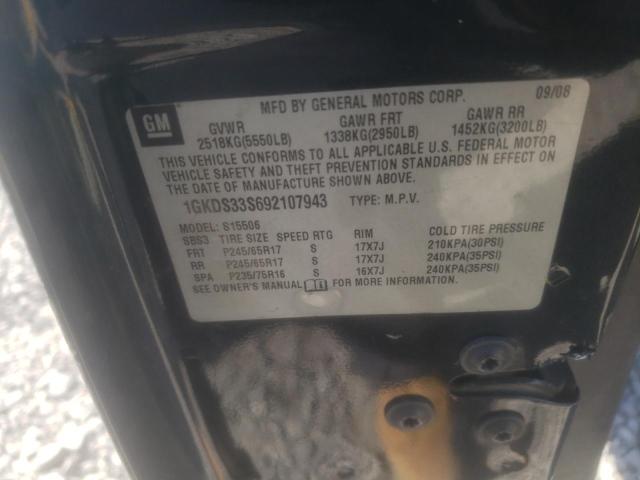 MFD BY GENERAL MOTORS CORP. 09/08
GM
GVWR GAWR FRT GAWR RR
2518KG(5550LB) 1338KG(2950LB) 1452KG(3200LB)
THIS VEHICLE CONFORMS TO ALL APPLICABLE U.S. FEDERAL MOTOR
VEHICLE SAFETY AND THEFT PREVENTION STANDARDS IN EFFECT ON
THE DATE OF MANUFACTURE SHOWN ABOVE.
1GKDS33S692107943 TYPE: M.P.V.
MODEL: S15506
SBS3 TIRE SIZE SPEED RTG RIM COLD TIRE PRESSURE
FRT P245/65R17 S 17X7J 210KPA(30PSI)
RR P245/65R17 S 17X7J 240KPA(35PSI)
SPA P235/75R16 S 16X7J 240KPA(35PSI)
SEE OWNER'S MANUAL FOR MORE INFORMATION.